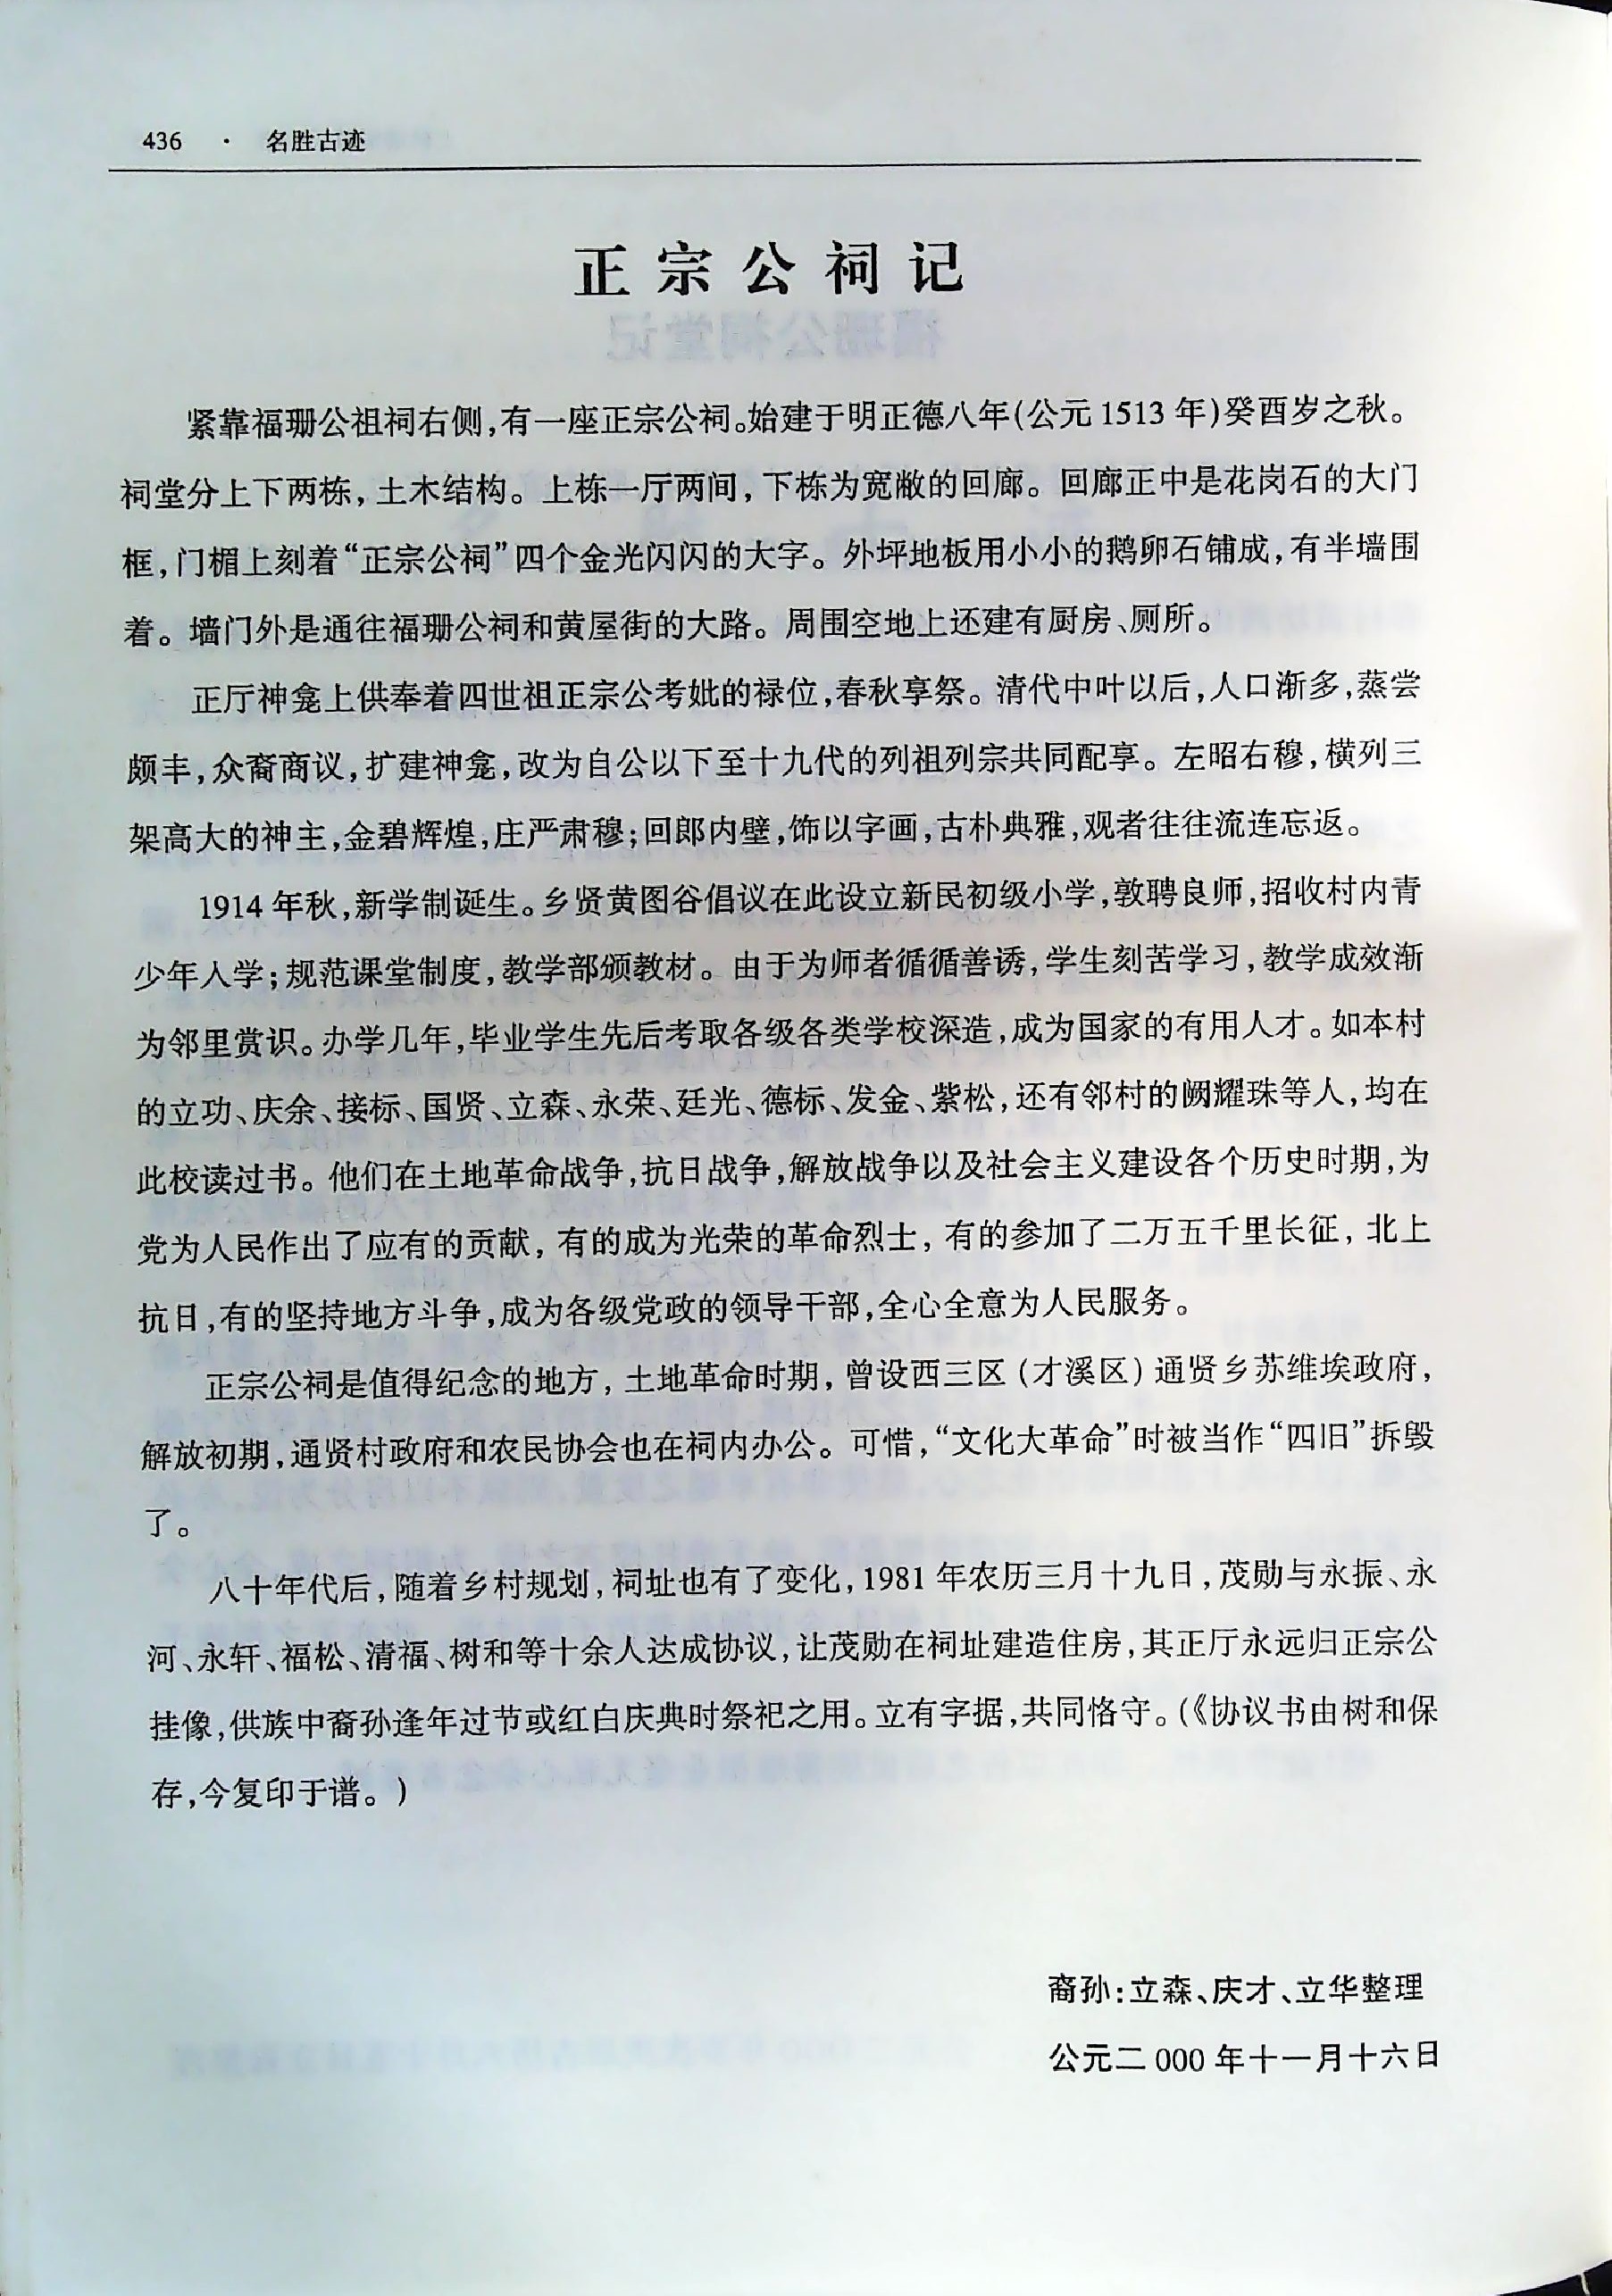 436 · 名胜古迹
正宗公祠记
紧靠福珊公祖祠右侧,有一座正宗公祠。始建于明正德八年(公元1513年)癸酉岁之秋。
祠堂分上下两栋,土木结构。上栋一厅两间,下栋为宽敞的回廊。回廊正中是花岗石的大门
框,门楣上刻着“正宗公祠”四个金光闪闪的大字。外坪地板用小小的鹅卵石铺成,有半墙围
着。墙门外是通往福珊公祠和黄屋街的大路。周围空地上还建有厨房、厕所。
正厅神龛上供奉着四世祖正宗公考妣的禄位,春秋享祭。清代中叶以后,人口渐多,蒸尝
颇丰,众裔商议,扩建神龛,改为自公以下至十九代的列祖列宗共同配享。左昭右穆,横列三
架高大的神主,金碧辉煌,庄严肃穆;回郎内壁,饰以字画,古朴典雅,观者往往流连忘返。
1914年秋,新学制诞生。乡贤黄图谷倡议在此设立新民初级小学,敦聘良师,招收村内青
少年人学;规范课堂制度,教学部颁教材。由于为师者循循善诱,学生刻苦学习,教学成效渐
为邻里赏识。办学几年,毕业学生先后考取各级各类学校深造,成为国家的有用人才。如本村
的立功、庆余、接标、国贤、立森、永荣、廷光、德标、发金、紫松,还有邻村的阙耀珠等人,均在
此校读过书。他们在土地革命战争,抗日战争,解放战争以及社会主义建设各个历史时期,为
党为人民作出了应有的贡献,有的成为光荣的革命烈士,有的参加了二万五千里长征,北上
抗日,有的坚持地方斗争,成为各级党政的领导干部,全心全意为人民服务。
正宗公祠是值得纪念的地方,土地革命时期,曾设西三区(才溪区)通贤乡苏维埃政府,
解放初期,通贤村政府和农民协会也在祠内办公。可惜,“文化大革命”时被当作“四旧”拆毁
了。
八十年代后,随着乡村规划,祠址也有了变化,1981年农历三月十九日,茂勋与永振、永
河、永轩、福松、清福、树和等十余人达成协议,让茂勋在祠址建造住房,其正厅永远归正宗公
挂像,供族中裔孙逢年过节或红白庆典时祭祀之用。立有字据,共同恪守。(《协议书由树和保
存,今复印于谱。)
裔孙:立森、庆才、立华整理
公元二000年十一月十六日